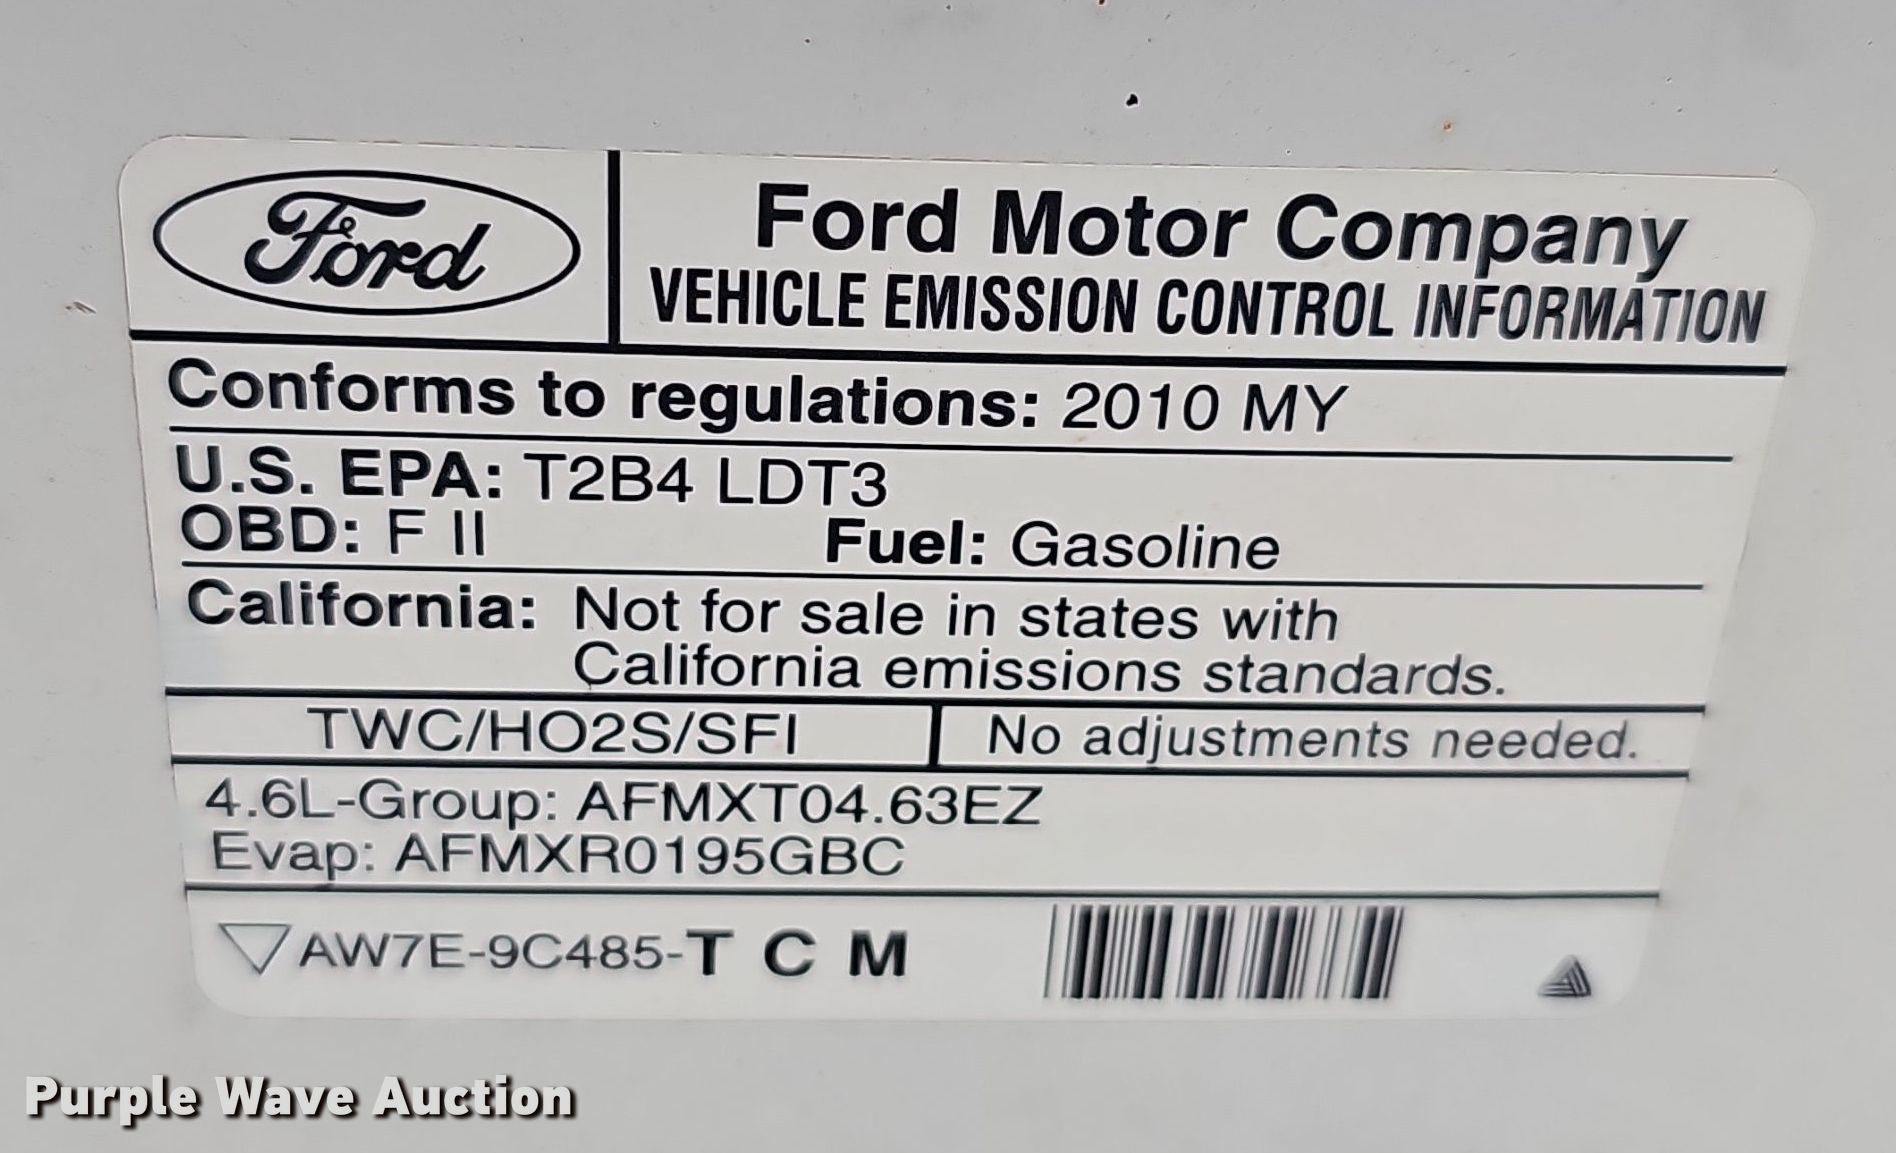 Ford
Ford Motor Company
VEHICLE EMISSION CONTROL INFORMATION
Conforms to regulations: 2010 MY
U.S. EPA: T2B4 LDT3
OBD: F II Fuel: Gasoline
California: Not for sale in states with
California emissions standards.
TWC/HO2S/SFI No adjustments needed.
4.6L-Group: AFMXT04.63EZ
Evap: AFMXR0195GBC
AW7E-9C485-T C M
Purple Wave Auction